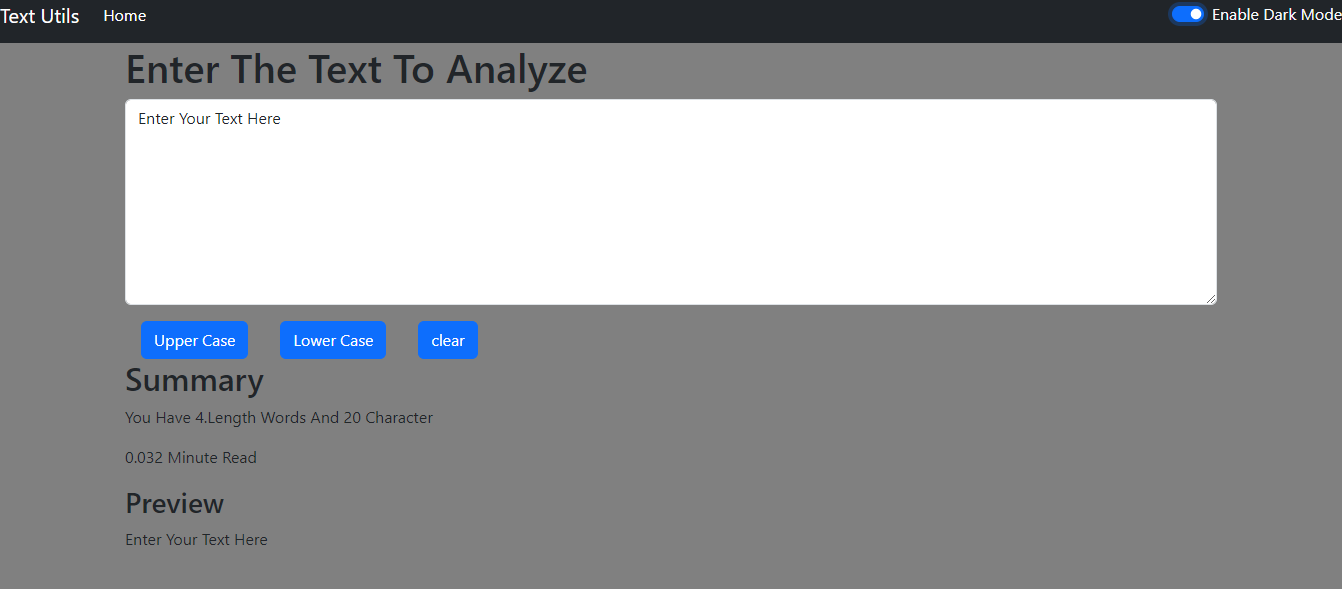 Text Utils Home Enable Dark Mode
Enter The Text To Analyze
Enter Your Text Here
Upper Case Lower Case clear
Summary
You Have 4.Length Words And 20 Character
0.032 Minute Read
Preview
Enter Your Text Here